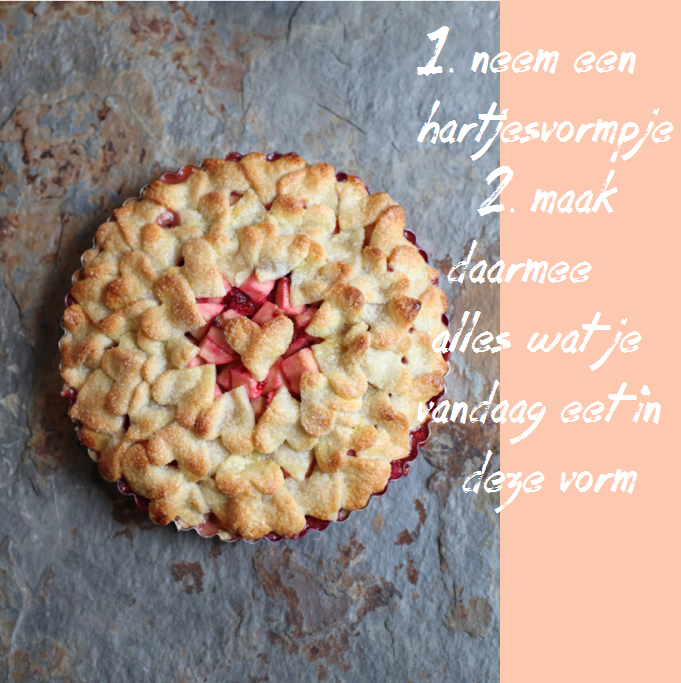 1. neem een
hartjesvormpje
2. maak
daarmee
alles wat je
vandaag eet in
deze vorm